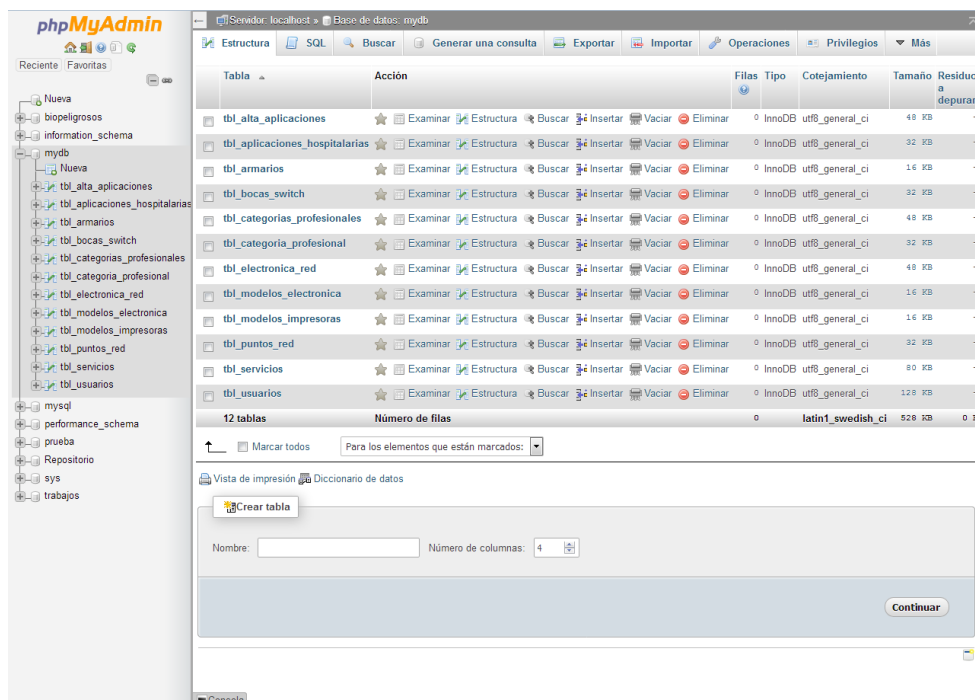 phpMyAdmin
Reciente Favoritas
Nueva
biopeligrosos
information_schema
mydb
Nueva
tbl_alta_aplicaciones
tbl_aplicaciones_hospitalarias
tbl_armarios
tbl_bocas_switch
tbl_categorias_profesionales
tbl_categoria_profesional
tbl_electronica_red
tbl_modelos_electronica
tbl_modelos_impresoras
tbl_puntos_red
tbl_servicios
tbl_usuarios
mysql
performance_schema
prueba
Repositorio
sys
trabajos
Servidor: localhost » Base de datos: mydb
Estructura SQL Buscar Generar una consulta Exportar Importar Operaciones Privilegios Más
Tabla Acción Filas Tipo Cotejamiento Tamaño Residuo a depurar
tbl_alta_aplicaciones Examinar Estructura Buscar Insertar Vaciar Eliminar 0 InnoDB utf8_general_ci 48 KB -
tbl_aplicaciones_hospitalarias Examinar Estructura Buscar Insertar Vaciar Eliminar 0 InnoDB utf8_general_ci 32 KB -
tbl_armarios Examinar Estructura Buscar Insertar Vaciar Eliminar 0 InnoDB utf8_general_ci 16 KB -
tbl_bocas_switch Examinar Estructura Buscar Insertar Vaciar Eliminar 0 InnoDB utf8_general_ci 32 KB -
tbl_categorias_profesionales Examinar Estructura Buscar Insertar Vaciar Eliminar 0 InnoDB utf8_general_ci 48 KB -
tbl_categoria_profesional Examinar Estructura Buscar Insertar Vaciar Eliminar 0 InnoDB utf8_general_ci 32 KB -
tbl_electronica_red Examinar Estructura Buscar Insertar Vaciar Eliminar 0 InnoDB utf8_general_ci 48 KB -
tbl_modelos_electronica Examinar Estructura Buscar Insertar Vaciar Eliminar 0 InnoDB utf8_general_ci 16 KB -
tbl_modelos_impresoras Examinar Estructura Buscar Insertar Vaciar Eliminar 0 InnoDB utf8_general_ci 16 KB -
tbl_puntos_red Examinar Estructura Buscar Insertar Vaciar Eliminar 0 InnoDB utf8_general_ci 32 KB -
tbl_servicios Examinar Estructura Buscar Insertar Vaciar Eliminar 0 InnoDB utf8_general_ci 80 KB -
tbl_usuarios Examinar Estructura Buscar Insertar Vaciar Eliminar 0 InnoDB utf8_general_ci 128 KB -
12 tablas Número de filas 0 latin1_swedish_ci 528 KB 0
Marcar todos Para los elementos que están marcados:
Vista de impresión Diccionario de datos
Crear tabla
Nombre: Número de columnas: 4
Continuar
Consola